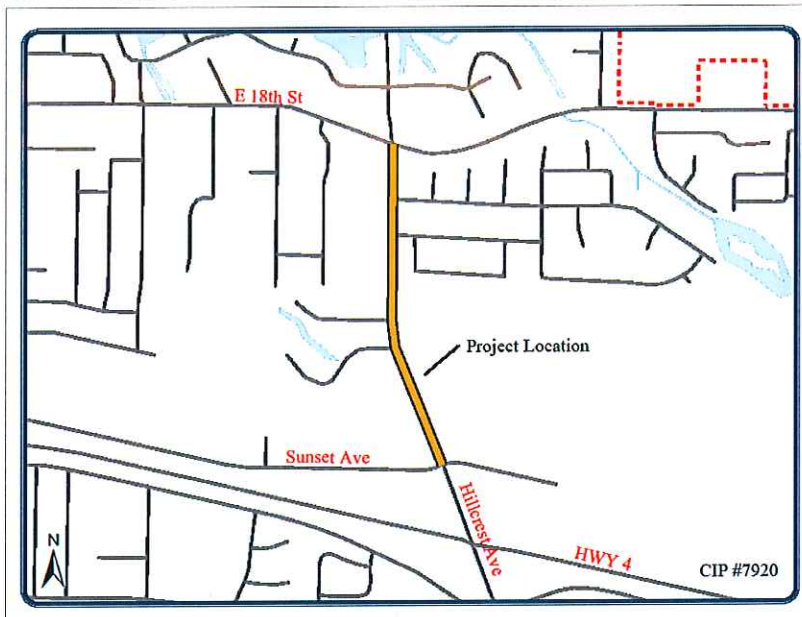 E 18th St
Project Location
Sunset Ave
Hillcrest Ave
HWY 4
N
CIP #7920